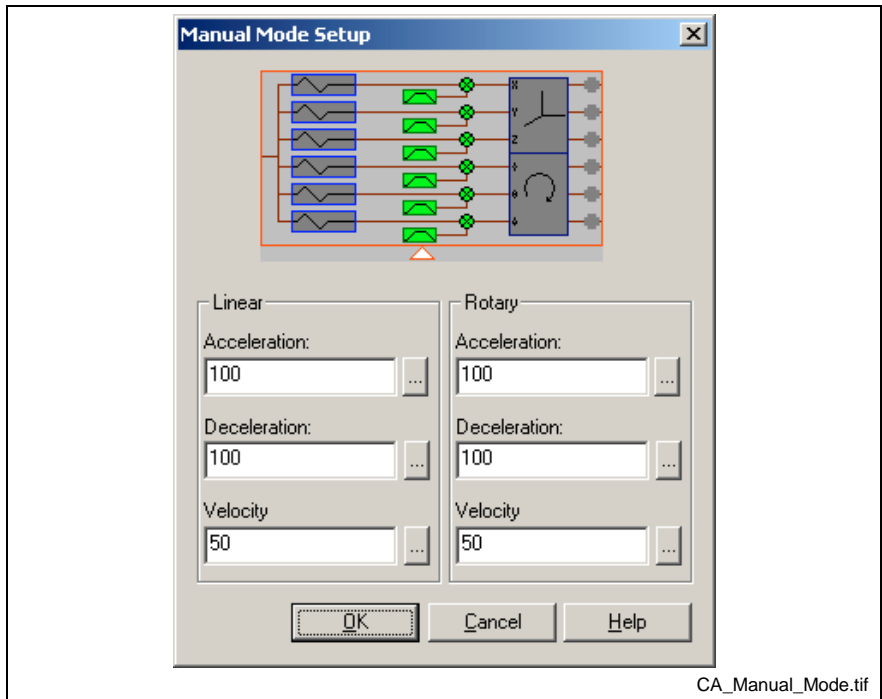 Manual Mode Setup
X
Y
Z
Linear
Acceleration:
100
...
Deceleration:
100
...
Velocity
50
...
Rotary
Acceleration:
100
...
Deceleration:
100
...
Velocity
50
...
OK
Cancel
Help
CA_Manual_Mode.tif